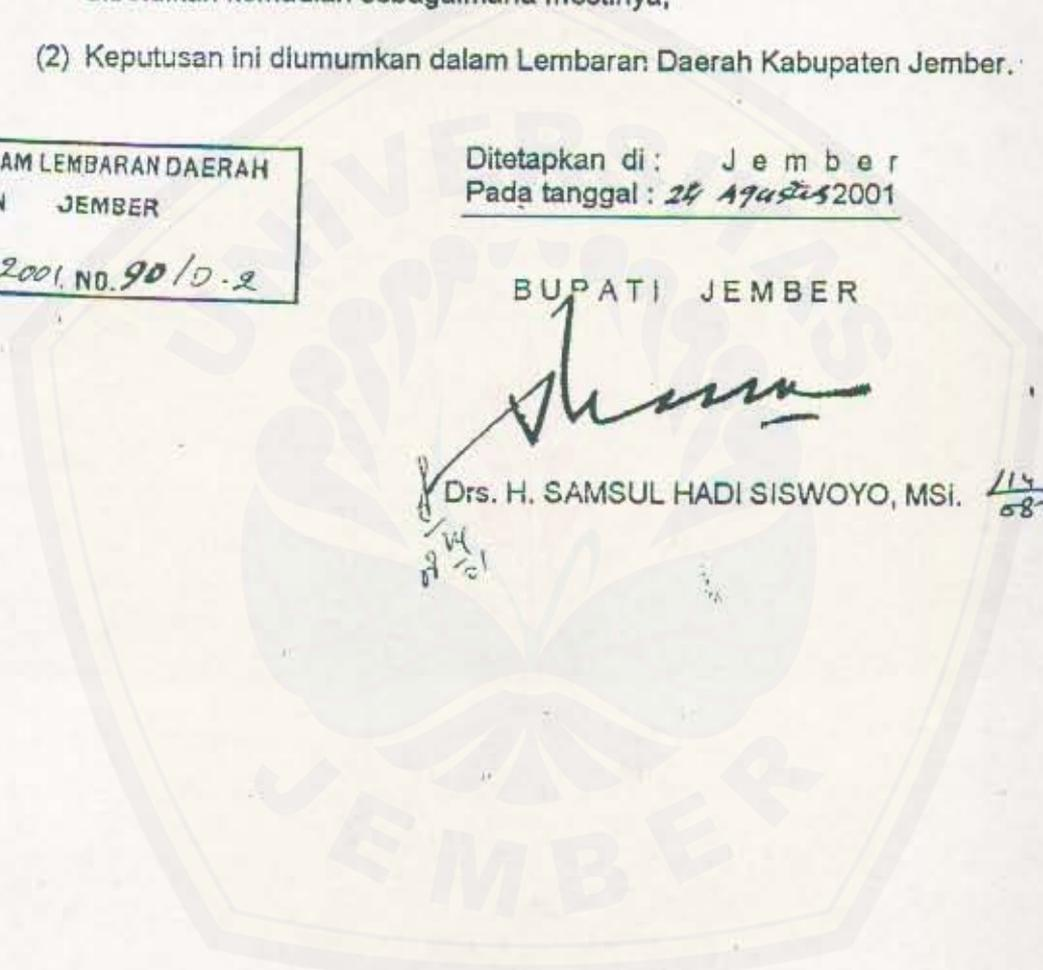 (2) Keputusan ini diumumkan dalam Lembaran Daerah Kabupaten Jember.
AM LEMBARAN DAERAH
N JEMBER
2001. NO. 90/D.2
Ditetapkan di : J e m b e r
Pada tanggal : 24 Agustus 2001
BUPATI JEMBER
Drs. H. SAMSUL HADI SISWOYO, MSi.
UNIVERSITAS
JEMBER